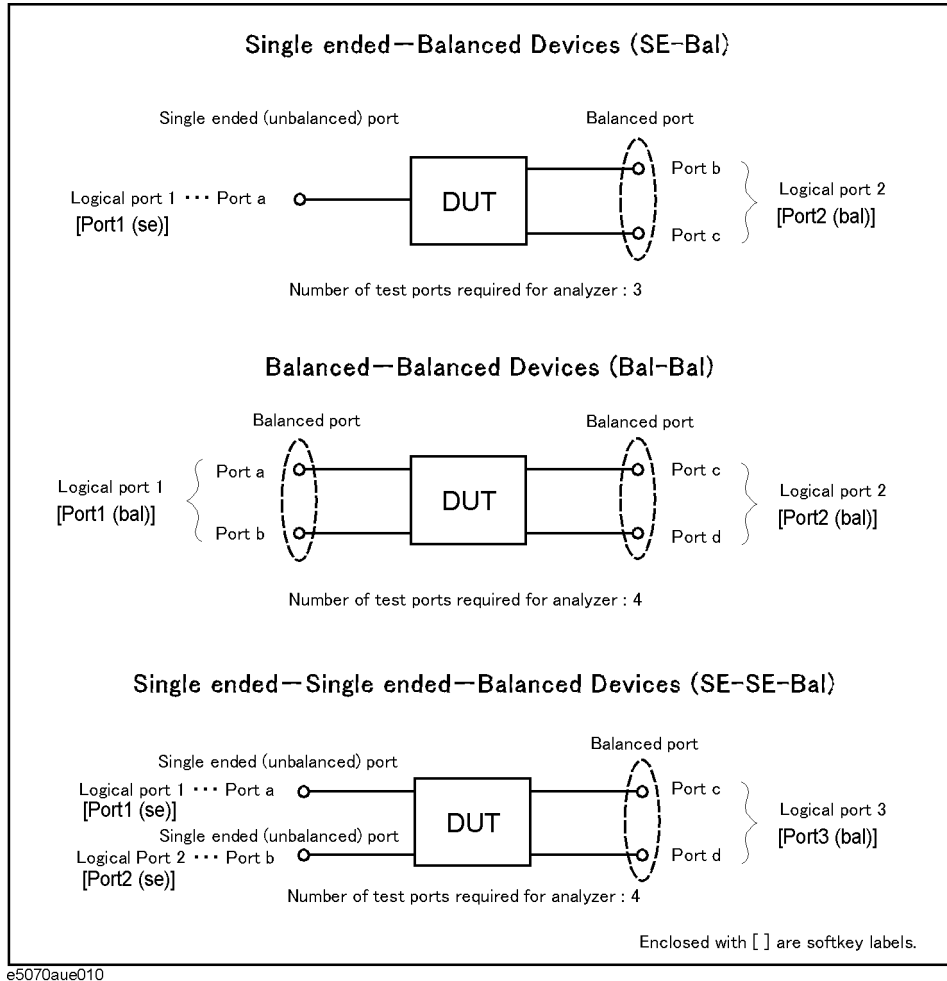 Single ended－Balanced Devices (SE-Bal)
Single ended (unbalanced) port
Balanced port
Logical port 1 ··· Port a
[Port1 (se)]
DUT
Port b
Port c
Logical port 2
[Port2 (bal)]
Number of test ports required for analyzer : 3
Balanced－Balanced Devices (Bal-Bal)
Balanced port
Balanced port
Logical port 1
[Port1 (bal)]
Port a
Port b
DUT
Port c
Port d
Logical port 2
[Port2 (bal)]
Number of test ports required for analyzer : 4
Single ended－Single ended－Balanced Devices (SE-SE-Bal)
Balanced port
Single ended (unbalanced) port
Logical port 1 ··· Port a
[Port1 (se)]
Single ended (unbalanced) port
Logical Port 2 ··· Port b
[Port2 (se)]
DUT
Port c
Port d
Logical port 3
[Port3 (bal)]
Number of test ports required for analyzer : 4
Enclosed with [ ] are softkey labels.
e5070aue010